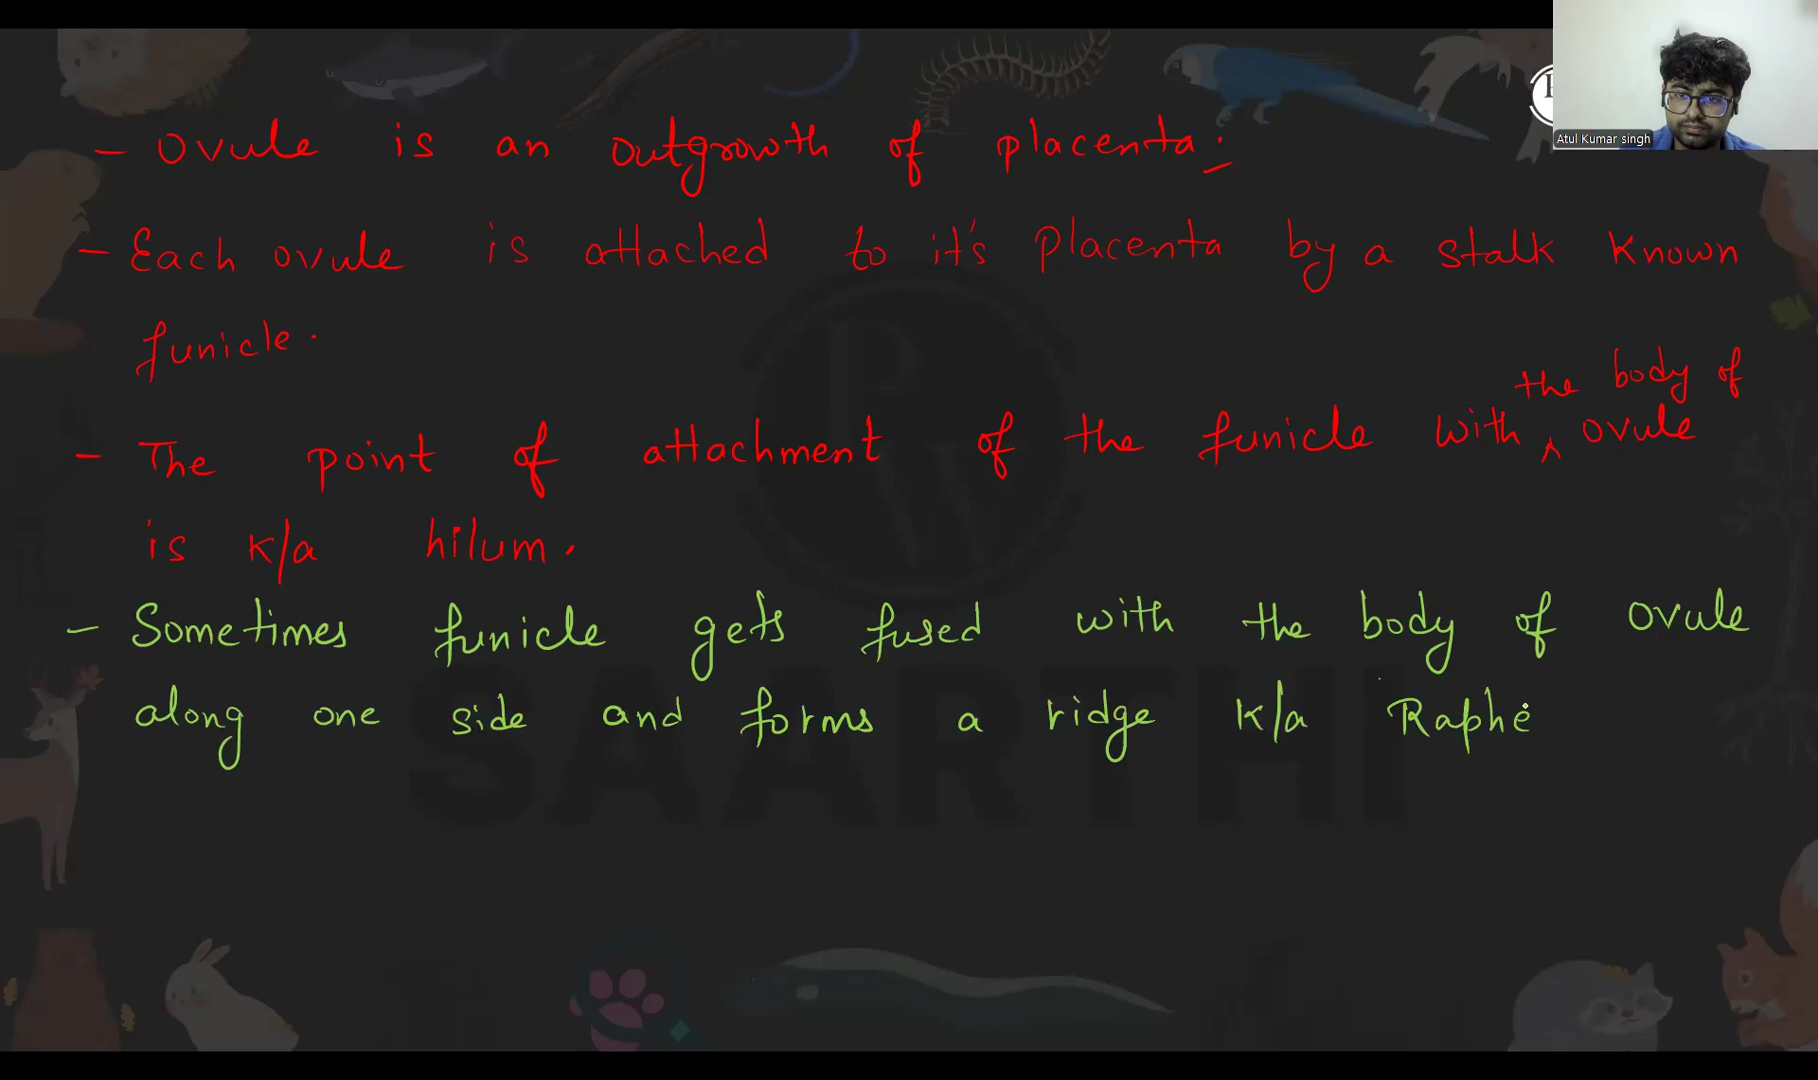 Atul Kumar singh
- Ovule is an outgrowth of placenta.
- Each ovule is attached to it's placenta by a stalk known
funicle.
the body of
- The point of attachment of the funicle with ^ ovule
is k/a hilum.
- Sometimes funicle gets fused with the body of ovule
along one side and forms a ridge k/a Raphe
PW
SAARTHI